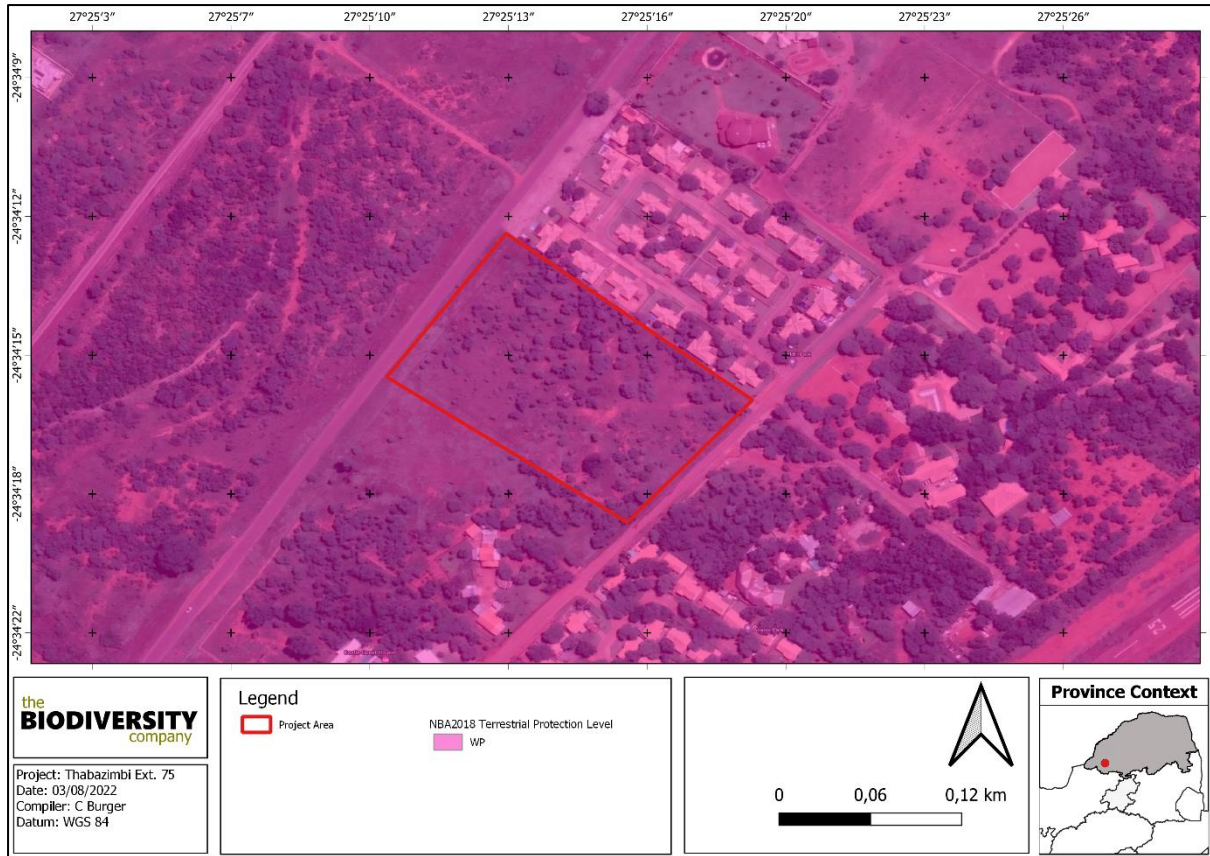 27°25'3" 27°25'7" 27°25'10" 27°25'13" 27°25'16" 27°25'20" 27°25'23" 27°25'26"
-24°34'9"
-24°34'12"
-24°34'15"
-24°34'18"
-24°34'22"
the
BIODIVERSITY
company
Project: Thabazimbi Ext. 75
Date: 03/08/2022
Compiler: C Burger
Datum: WGS 84
Legend
Project Area
NBA2018 Terrestrial Protection Level
WP
0 0,06 0,12 km
Province Context